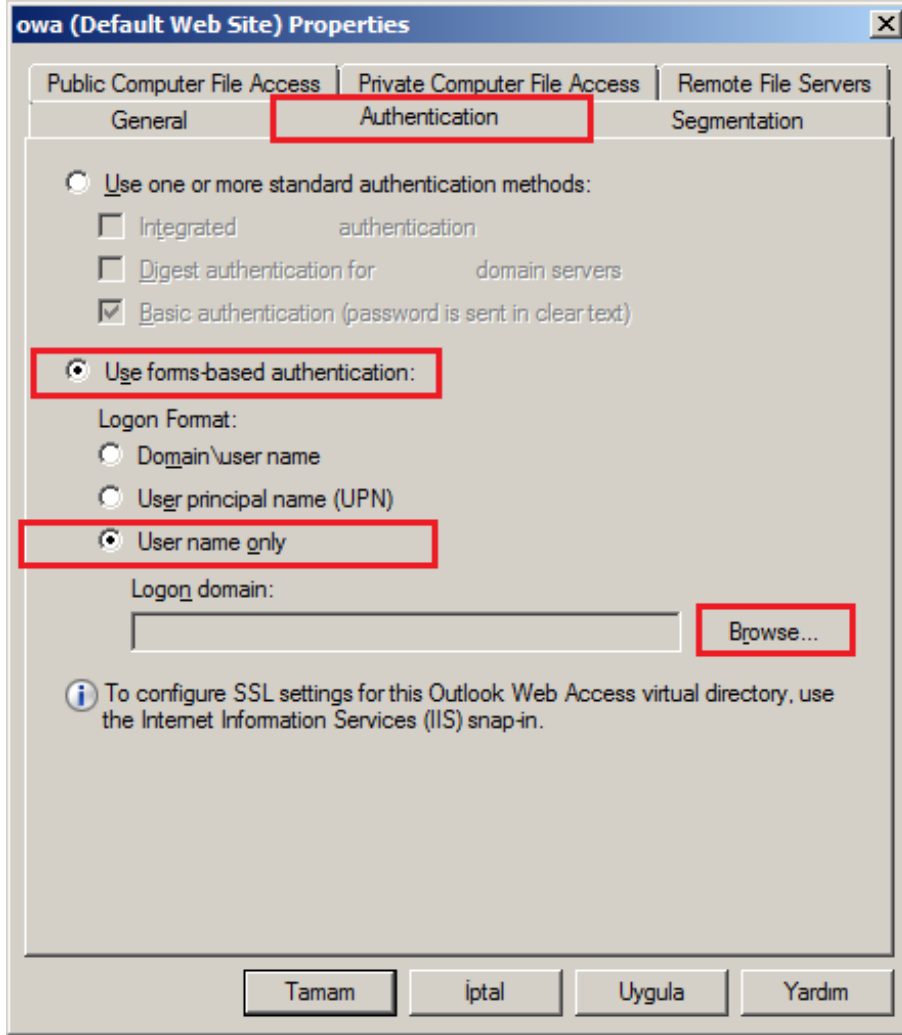 owa (Default Web Site) Properties
Public Computer File Access Private Computer File Access Remote File Servers
General Authentication Segmentation
Use one or more standard authentication methods:
Integrated authentication
Digest authentication for domain servers
Basic authentication (password is sent in clear text)
Use forms-based authentication:
Logon Format:
Domain\user name
User principal name (UPN)
User name only
Logon domain:
Browse...
To configure SSL settings for this Outlook Web Access virtual directory, use
the Internet Information Services (IIS) snap-in.
Tamam İptal Uygula Yardım